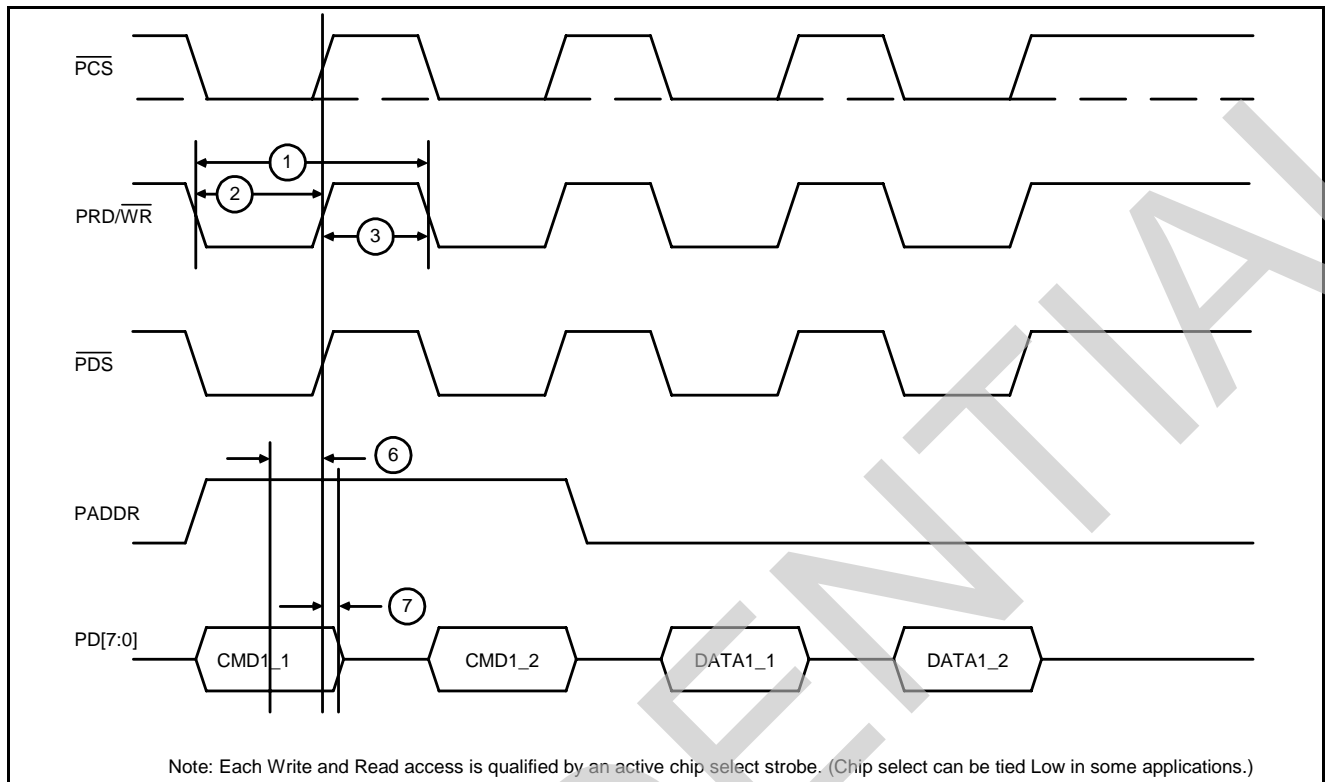 PCS
1
2
PRD/WR
3
PDS
6
PADDR
7
PD[7:0]
CMD1_1
CMD1_2
DATA1_1
DATA1_2
Note: Each Write and Read access is qualified by an active chip select strobe. (Chip select can be tied Low in some applications.)
ENTIAL